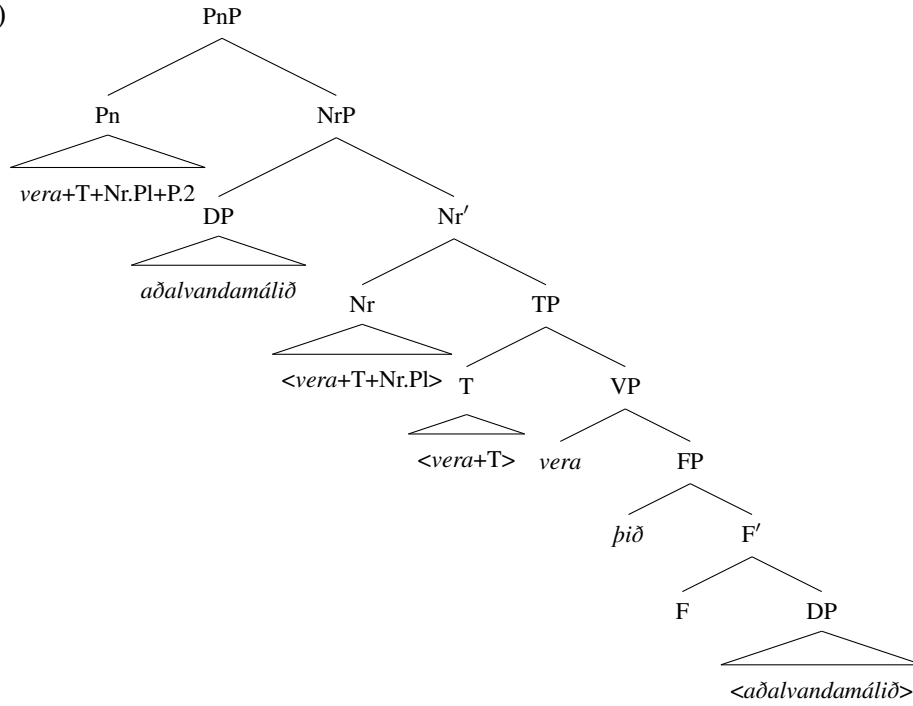 )
PnP
Pn NrP
vera+T+Nr.Pl+P.2
DP Nr′
aðalvandamálið
Nr TP
<vera+T+Nr.Pl>
T VP
<vera+T> vera FP
þið F′
F DP
<aðalvandamálið>